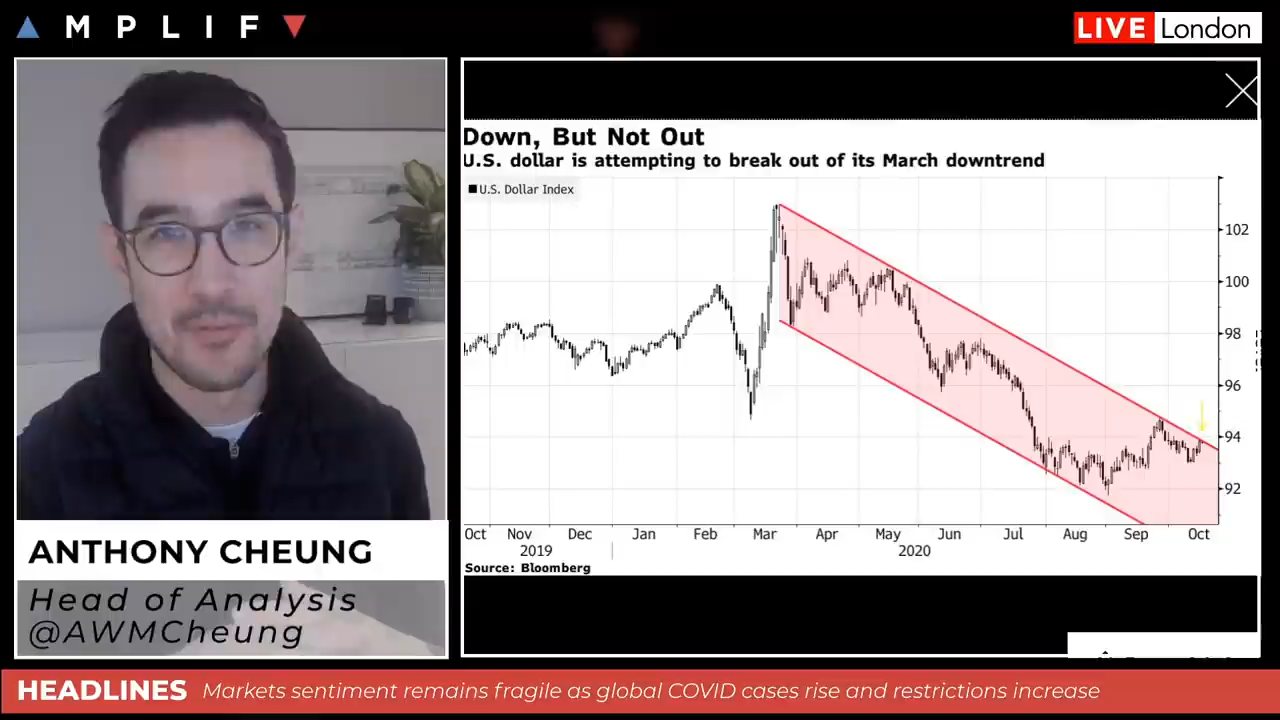 MPLIF
LIVE London
Down, But Not Out
U.S. dollar is attempting to break out of its March downtrend
U.S. Dollar Index
102
100
98
96
94
92
Oct Nov Dec Jan Feb Mar Apr May Jun Jul Aug Sep Oct
2019 2020
Source: Bloomberg
ANTHONY CHEUNG
Head of Analysis
@AWMCheung
HEADLINES Markets sentiment remains fragile as global COVID cases rise and restrictions increase